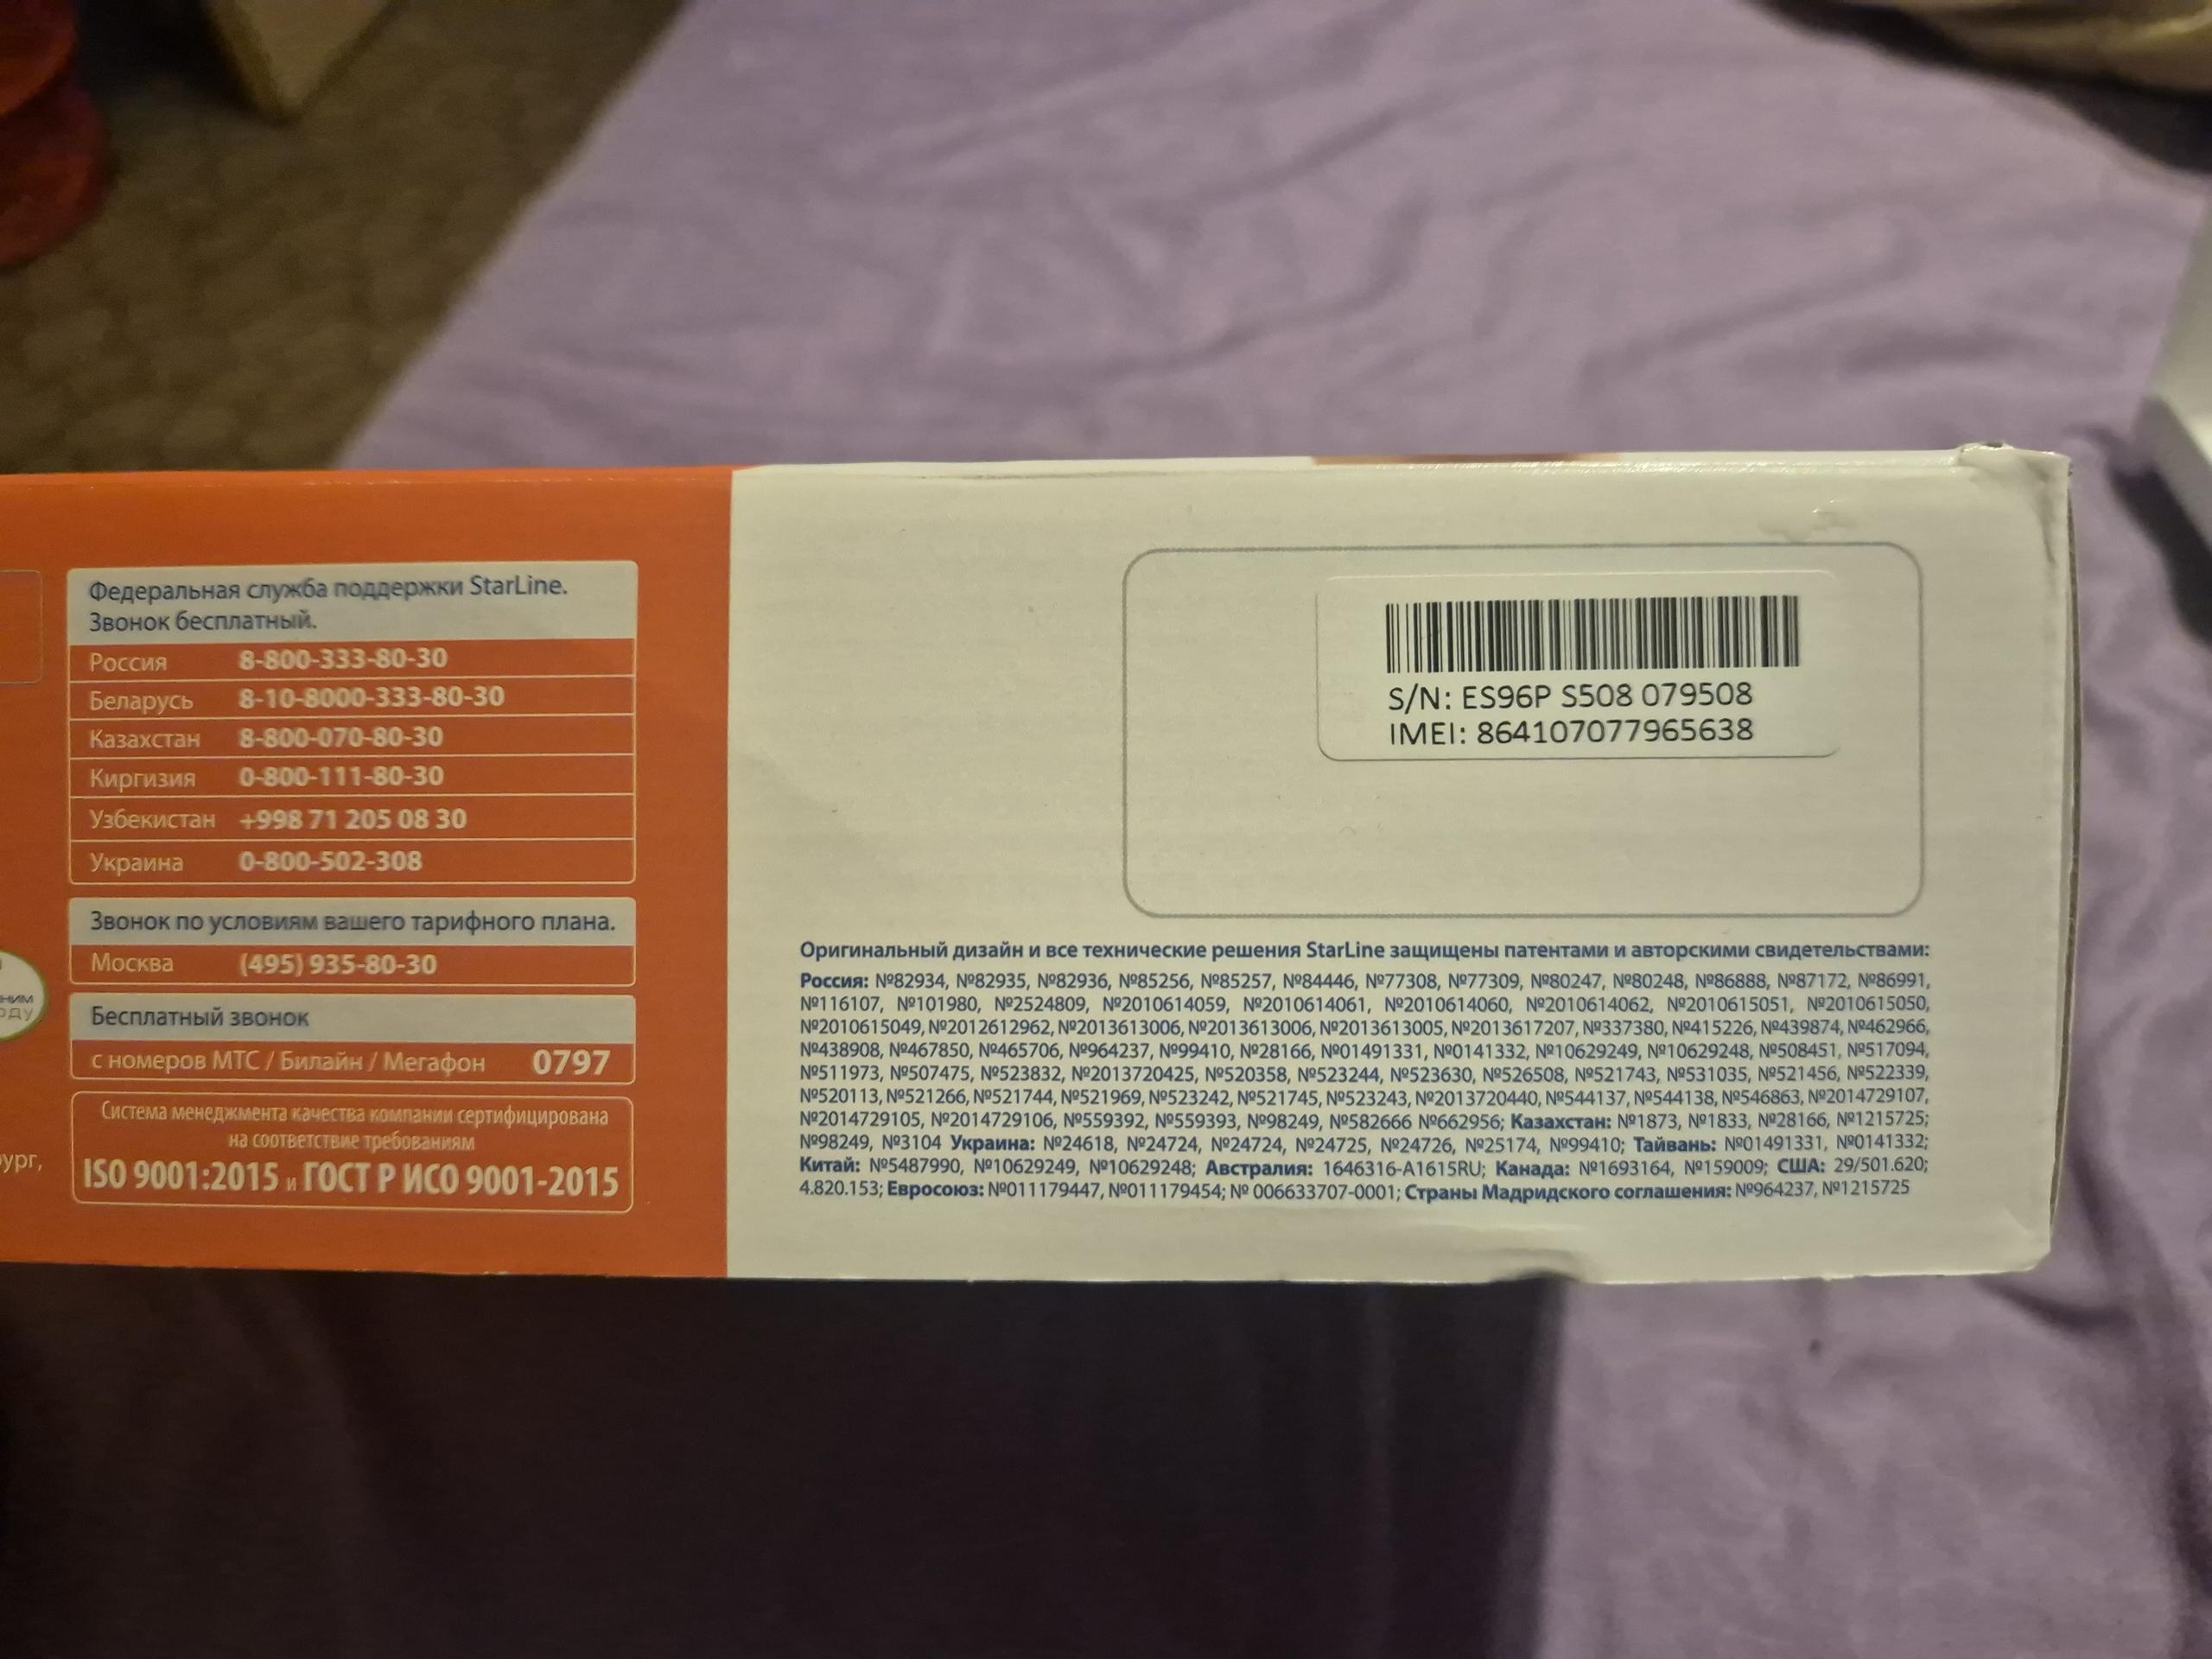 Федеральная служба поддержки StarLine.
Звонок бесплатный.
Россия 8-800-333-80-30
Беларусь 8-10-8000-333-80-30
Казахстан 8-800-070-80-30
Киргизия 0-800-111-80-30
Узбекистан +998 71 205 08 30
Украина 0-800-502-308
Звонок по условиям вашего тарифного плана.
Москва (495) 935-80-30
Бесплатный звонок
с номеров МТС / Билайн / Мегафон 0797
Система менеджмента качества компании сертифицирована
на соответствие требованиям
ISO 9001:2015 и ГОСТ Р ИСО 9001-2015
S/N: ES96P S508 079508
IMEI: 864107077965638
Оригинальный дизайн и все технические решения StarLine защищены патентами и авторскими свидетельствами:
Россия: №82934, №82935, №82936, №85256, №85257, №84446, №77308, №77309, №80247, №80248, №86888, №87172, №86991,
№116107, №101980, №2524809, №2010614059, №2010614061, №2010614060, №2010614062, №2010615051, №2010615050,
№2010615049, №2012612962, №2013613006, №2013613006, №2013613005, №2013617207, №337380, №415226, №439874, №462966,
№438908, №467850, №465706, №964237, №99410, №28166, №01491331, №0141332, №10629249, №10629248, №508451, №517094,
№511973, №507475, №523832, №2013720425, №520358, №523244, №523630, №526508, №521743, №531035, №521456, №522339,
№520113, №521266, №521744, №521969, №523242, №521745, №523243, №2013720440, №544137, №544138, №546863, №2014729107,
№2014729105, №2014729106, №559392, №559393, №98249, №582666 №662956; Казахстан: №1873, №1833, №28166, №1215725;
№98249, №3104 Украина: №24618, №24724, №24724, №24725, №24726, №25174, №99410; Тайвань: №01491331, №0141332;
Китай: №5487990, №10629249, №10629248; Австралия: 1646316-A1615RU; Канада: №1693164, №159009; США: 29/501.620;
4.820.153; Евросоюз: №011179447, №011179454; № 006633707-0001; Страны Мадридского соглашения: №964237, №1215725